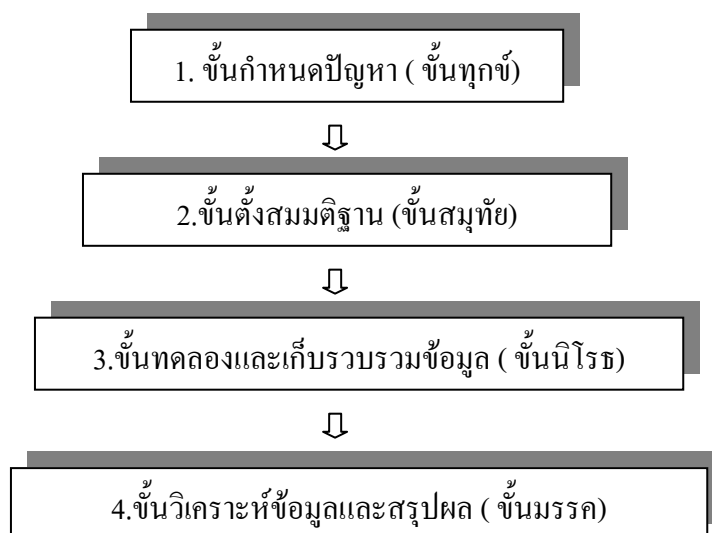 1. ขั้นกำหนดปัญหา ( ขั้นทุกข์)
2.ขั้นตั้งสมมติฐาน (ขั้นสมุทัย)
3.ขั้นทดลองและเก็บรวบรวมข้อมูล ( ขั้นนิโรธ)
4.ขั้นวิเคราะห์ข้อมูลและสรุปผล ( ขั้นมรรค)